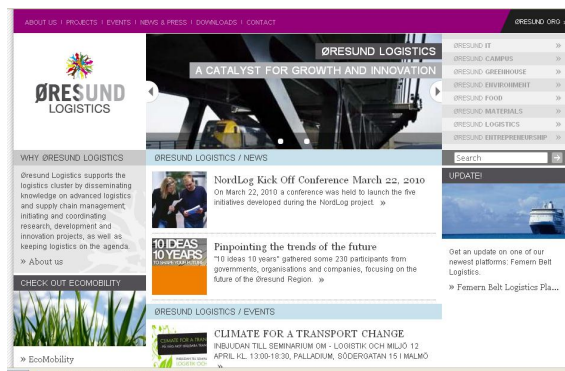 ABOUT US | PROJECTS | EVENTS | NEWS & PRESS | DOWNLOADS | CONTACT
ØRESUND ORG
ØRESUND LOGISTICS
A CATALYST FOR GROWTH AND INNOVATION
ØRESUND
LOGISTICS
ØRESUND IT »
ØRESUND CAMPUS »
ØRESUND GREENHOUSE »
ØRESUND ENVIRONMENT »
ØRESUND FOOD »
ØRESUND MATERIALS »
ØRESUND LOGISTICS »
ØRESUND ENTREPRENEURSHIP »
Search
WHY ØRESUND LOGISTICS
Øresund Logistics supports the
logistics cluster by disseminating
knowledge on advanced logistics
and supply chain management;
initiating and coordinating
research, development and
innovation projects, as well as
keeping logistics on the agenda.
» About us
CHECK OUT ECOMOBILITY
» EcoMobility
ØRESUND LOGISTICS / NEWS
NordLog Kick Off Conference March 22, 2010
On March 22, 2010 a conference was held to launch the five
initiatives developed during the NordLog project. »
10 IDEAS
10 YEARS
TO SHAPE YOUR FUTURE
Pinpointing the trends of the future
"10 ideas 10 years" gathered some 230 participants from
governments, organisations and companies, focusing on the
future of the Øresund Region. »
ØRESUND LOGISTICS / EVENTS
CLIMATE FOR A TRANSPORT CHANGE
CLIMATE FOR A TRANSPORT CHANGE
INBJUDAN TILL SEMINARIUM OM - LOGISTIK OCH MILJÖ 12
APRIL KL. 13:00-18:30, PALLADIUM, SÖDERGATAN 15 I MALMÖ
»
UPDATE!
Get an update on one of our
newest platforms: Femern Belt
Logistics.
» Femern Belt Logistics Pla...